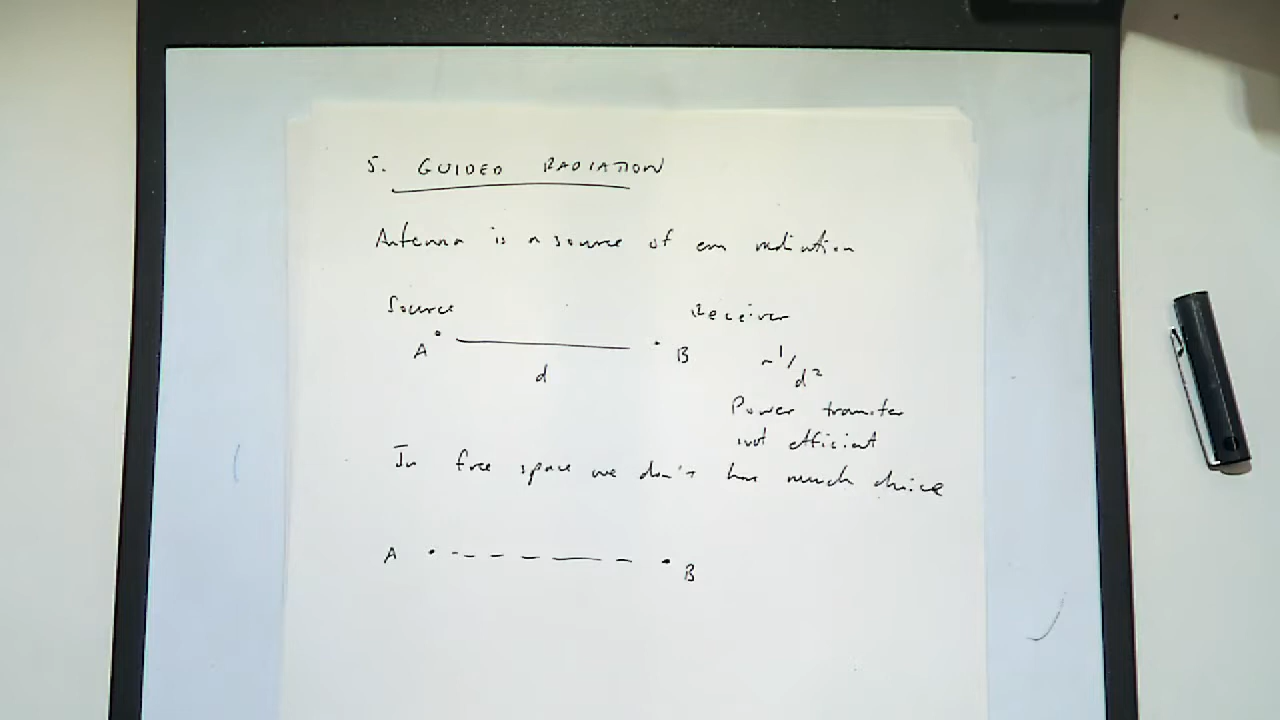 5. GUIDED RADIATION
Antenna is a source of em radiation
Source Receiver
A B ~1/d²
d
Power transfer
not efficient
In free space we don't have much choice
A B